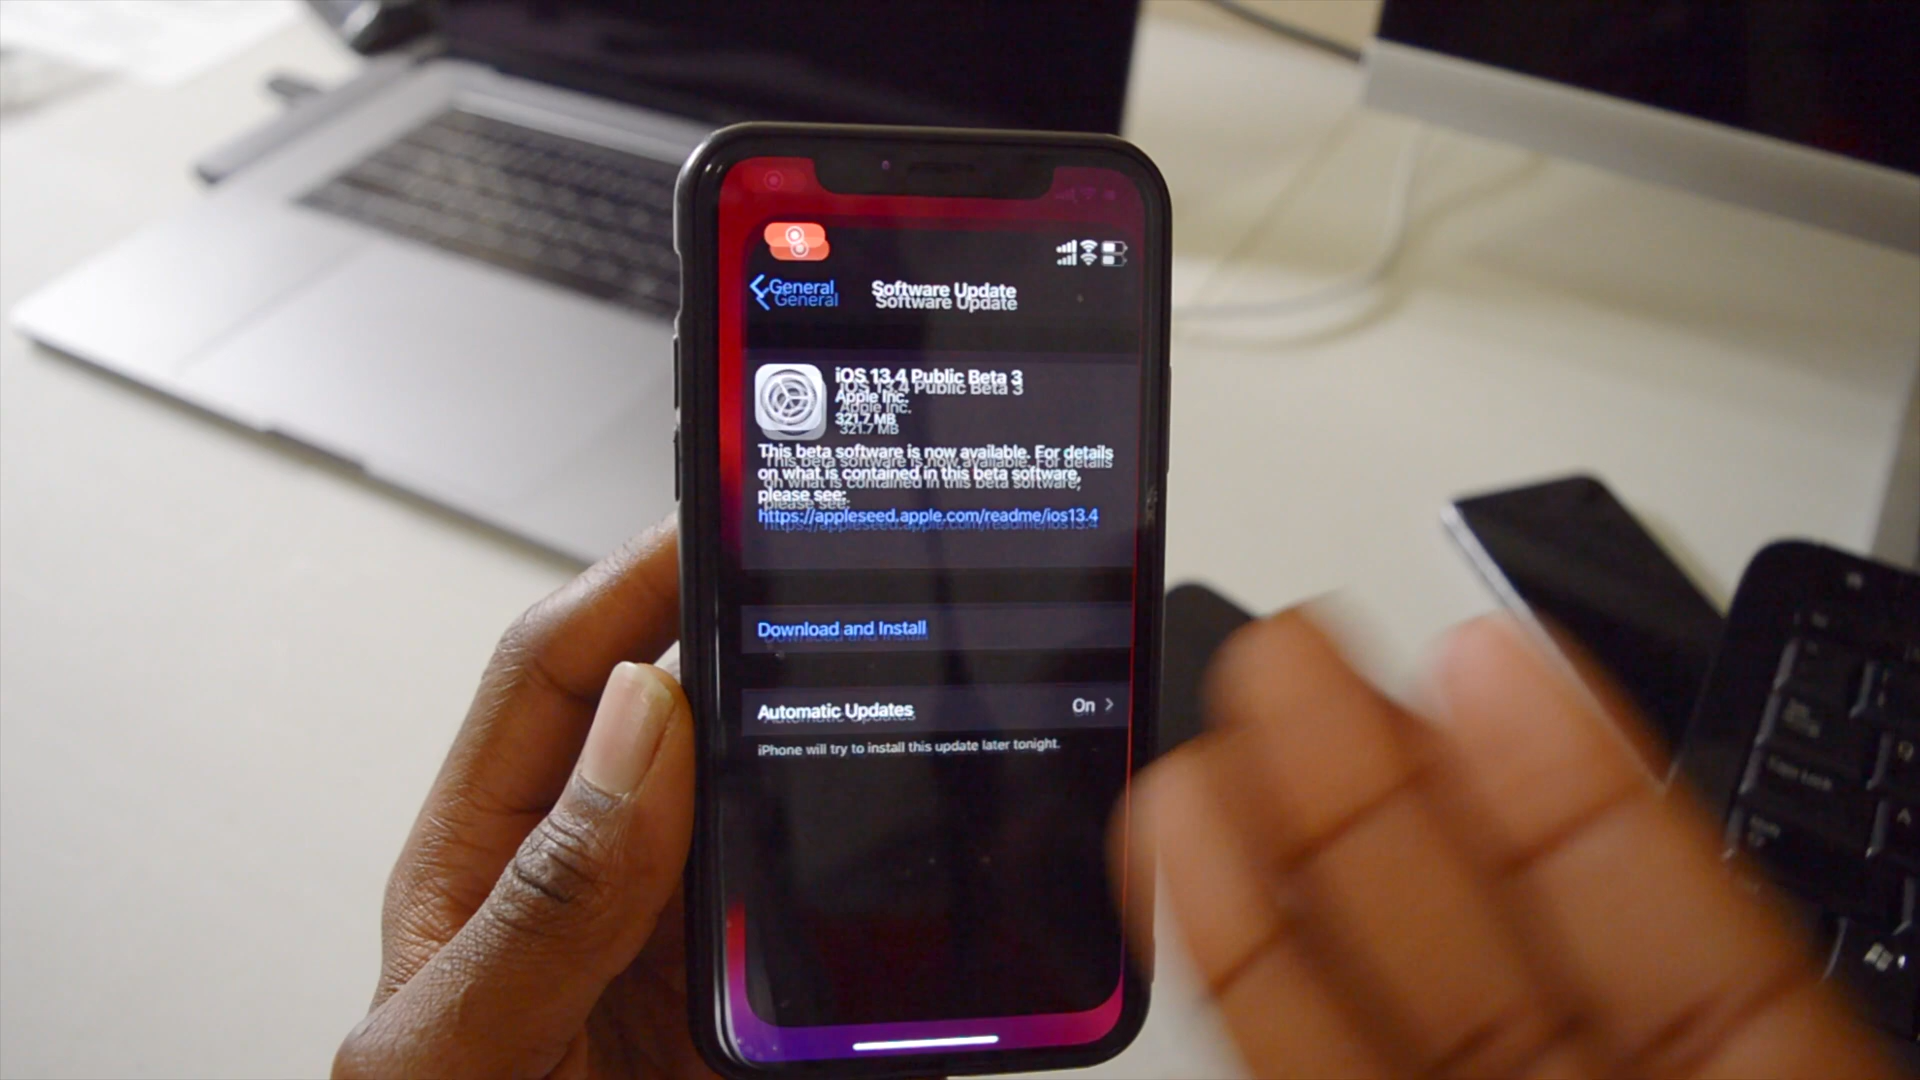 General
Software Update
iOS 13.4 Public Beta 3
Apple Inc.
321.7 MB
This beta software is now available. For details
on what is contained in this beta software,
please see:
https://appleseed.apple.com/readme/ios13.4
Download and Install
Automatic Updates On
iPhone will try to install this update later tonight.
Caps Lock
Q
A